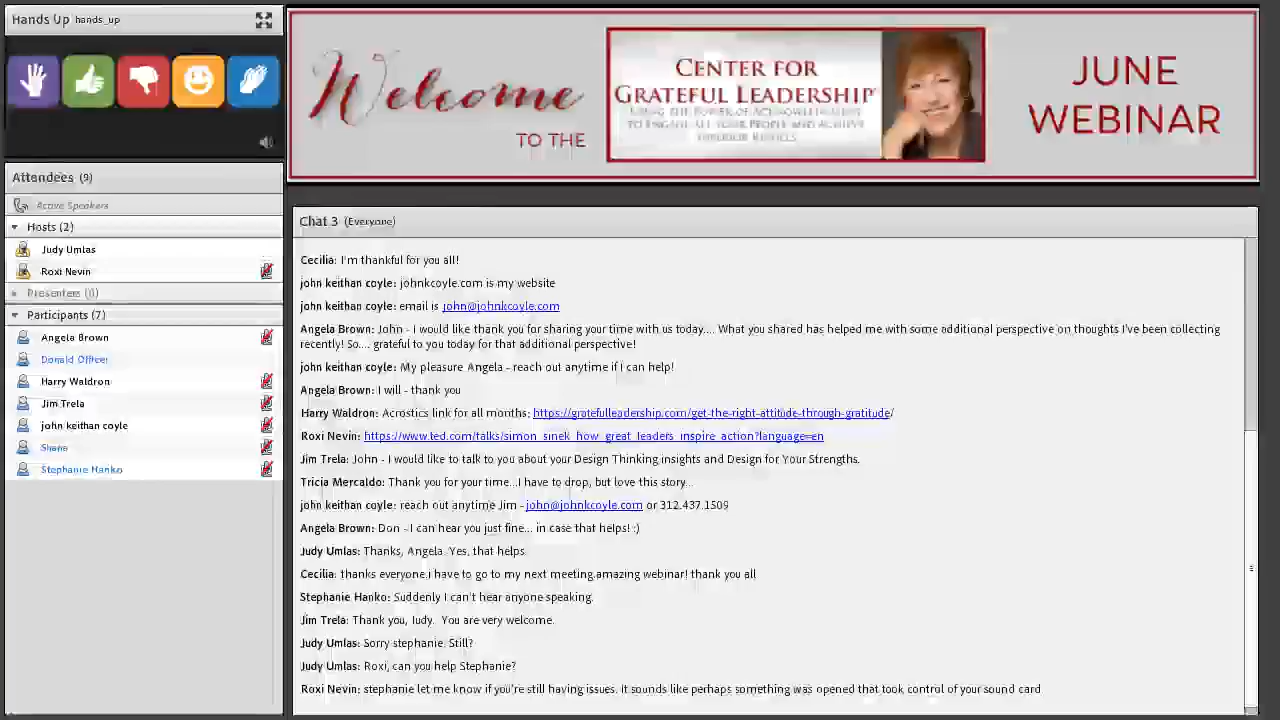 Hands Up hands_up
Welcome
TO THE
CENTER FOR
GRATEFUL LEADERSHIP
USING THE POWER OF ACKNOWLEDGMENT
TO ENGAGE ALL YOUR PEOPLE AND ACHIEVE
SUPERIOR RESULTS
JUNE
WEBINAR
Attendees (9)
Active Speakers
Hosts (2)
Judy Umlas
Roxi Nevin
Presenters (0)
Participants (7)
Angela Brown
Donald Officer
Harry Waldron
Jim Trela
john keithan coyle
Shane
Stephanie Hanko
Chat 3 (Everyone)
Cecilia: I'm thankful for you all!
john keithan coyle: johnkcoyle.com is my website
john keithan coyle: email is john@johnkcoyle.com
Angela Brown: John - I would like thank you for sharing your time with us today.... What you shared has helped me with some additional perspective on thoughts I've been collecting
recently! So.... grateful to you today for that additional perspective!
john keithan coyle: My pleasure Angela - reach out anytime if I can help!
Angela Brown: I will - thank you
Harry Waldron: Acrostics link for all months: https://gratefulleadership.com/get-the-right-attitude-through-gratitude/
Roxi Nevin: https://www.ted.com/talks/simon_sinek_how_great_leaders_inspire_action?language=en
Jim Trela: John - I would like to talk to you about your Design Thinking insights and Design for Your Strengths.
Tricia Mercaldo: Thank you for your time...I have to drop, but love this story...
john keithan coyle: reach out anytime Jim - john@johnkcoyle.com or 312.437.1509
Angela Brown: Don - I can hear you just fine... in case that helps! :)
Judy Umlas: Thanks, Angela. Yes, that helps.
Cecilia: thanks everyone.i have to go to my next meeting.amazing webinar! thank you all
Stephanie Hanko: Suddenly I can't hear anyone speaking.
Jim Trela: Thank you, Judy. You are very welcome.
Judy Umlas: Sorry stephanie. Still?
Judy Umlas: Roxi, can you help Stephanie?
Roxi Nevin: stephanie let me know if you're still having issues. it sounds like perhaps something was opened that took control of your sound card